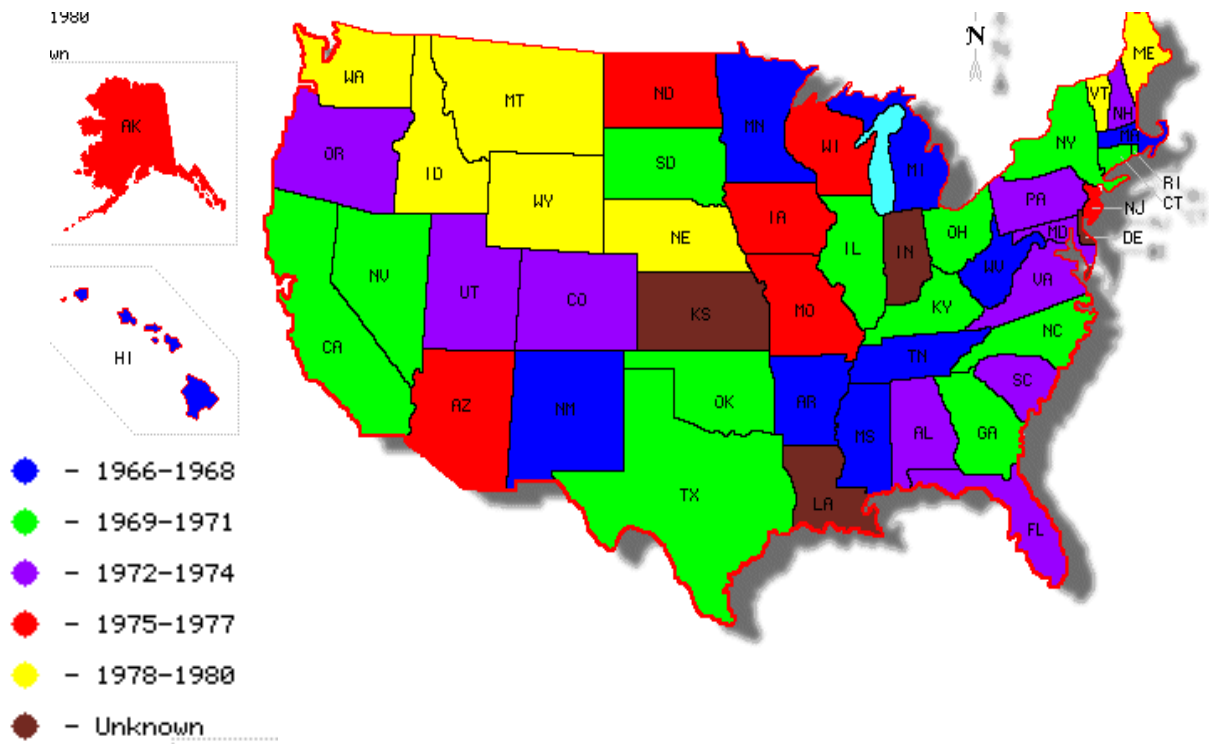 1980
wn
N
ME
WA
MT
ND
VT
NH
AK
MN
OR
WI
NY
MA
SD
MI
ID
RI
WY
PA
CT
IA
NJ
NE
OH
MD
DE
IL
IN
NV
WV
VA
UT
CO
KS
MO
KY
CA
HI
NC
TN
SC
AZ
NM
OK
AR
AL
GA
MS
1966-1968
TX
LA
1969-1971
FL
- 1972-1974
- 1975-1977
- 1978-1980
- Unknown